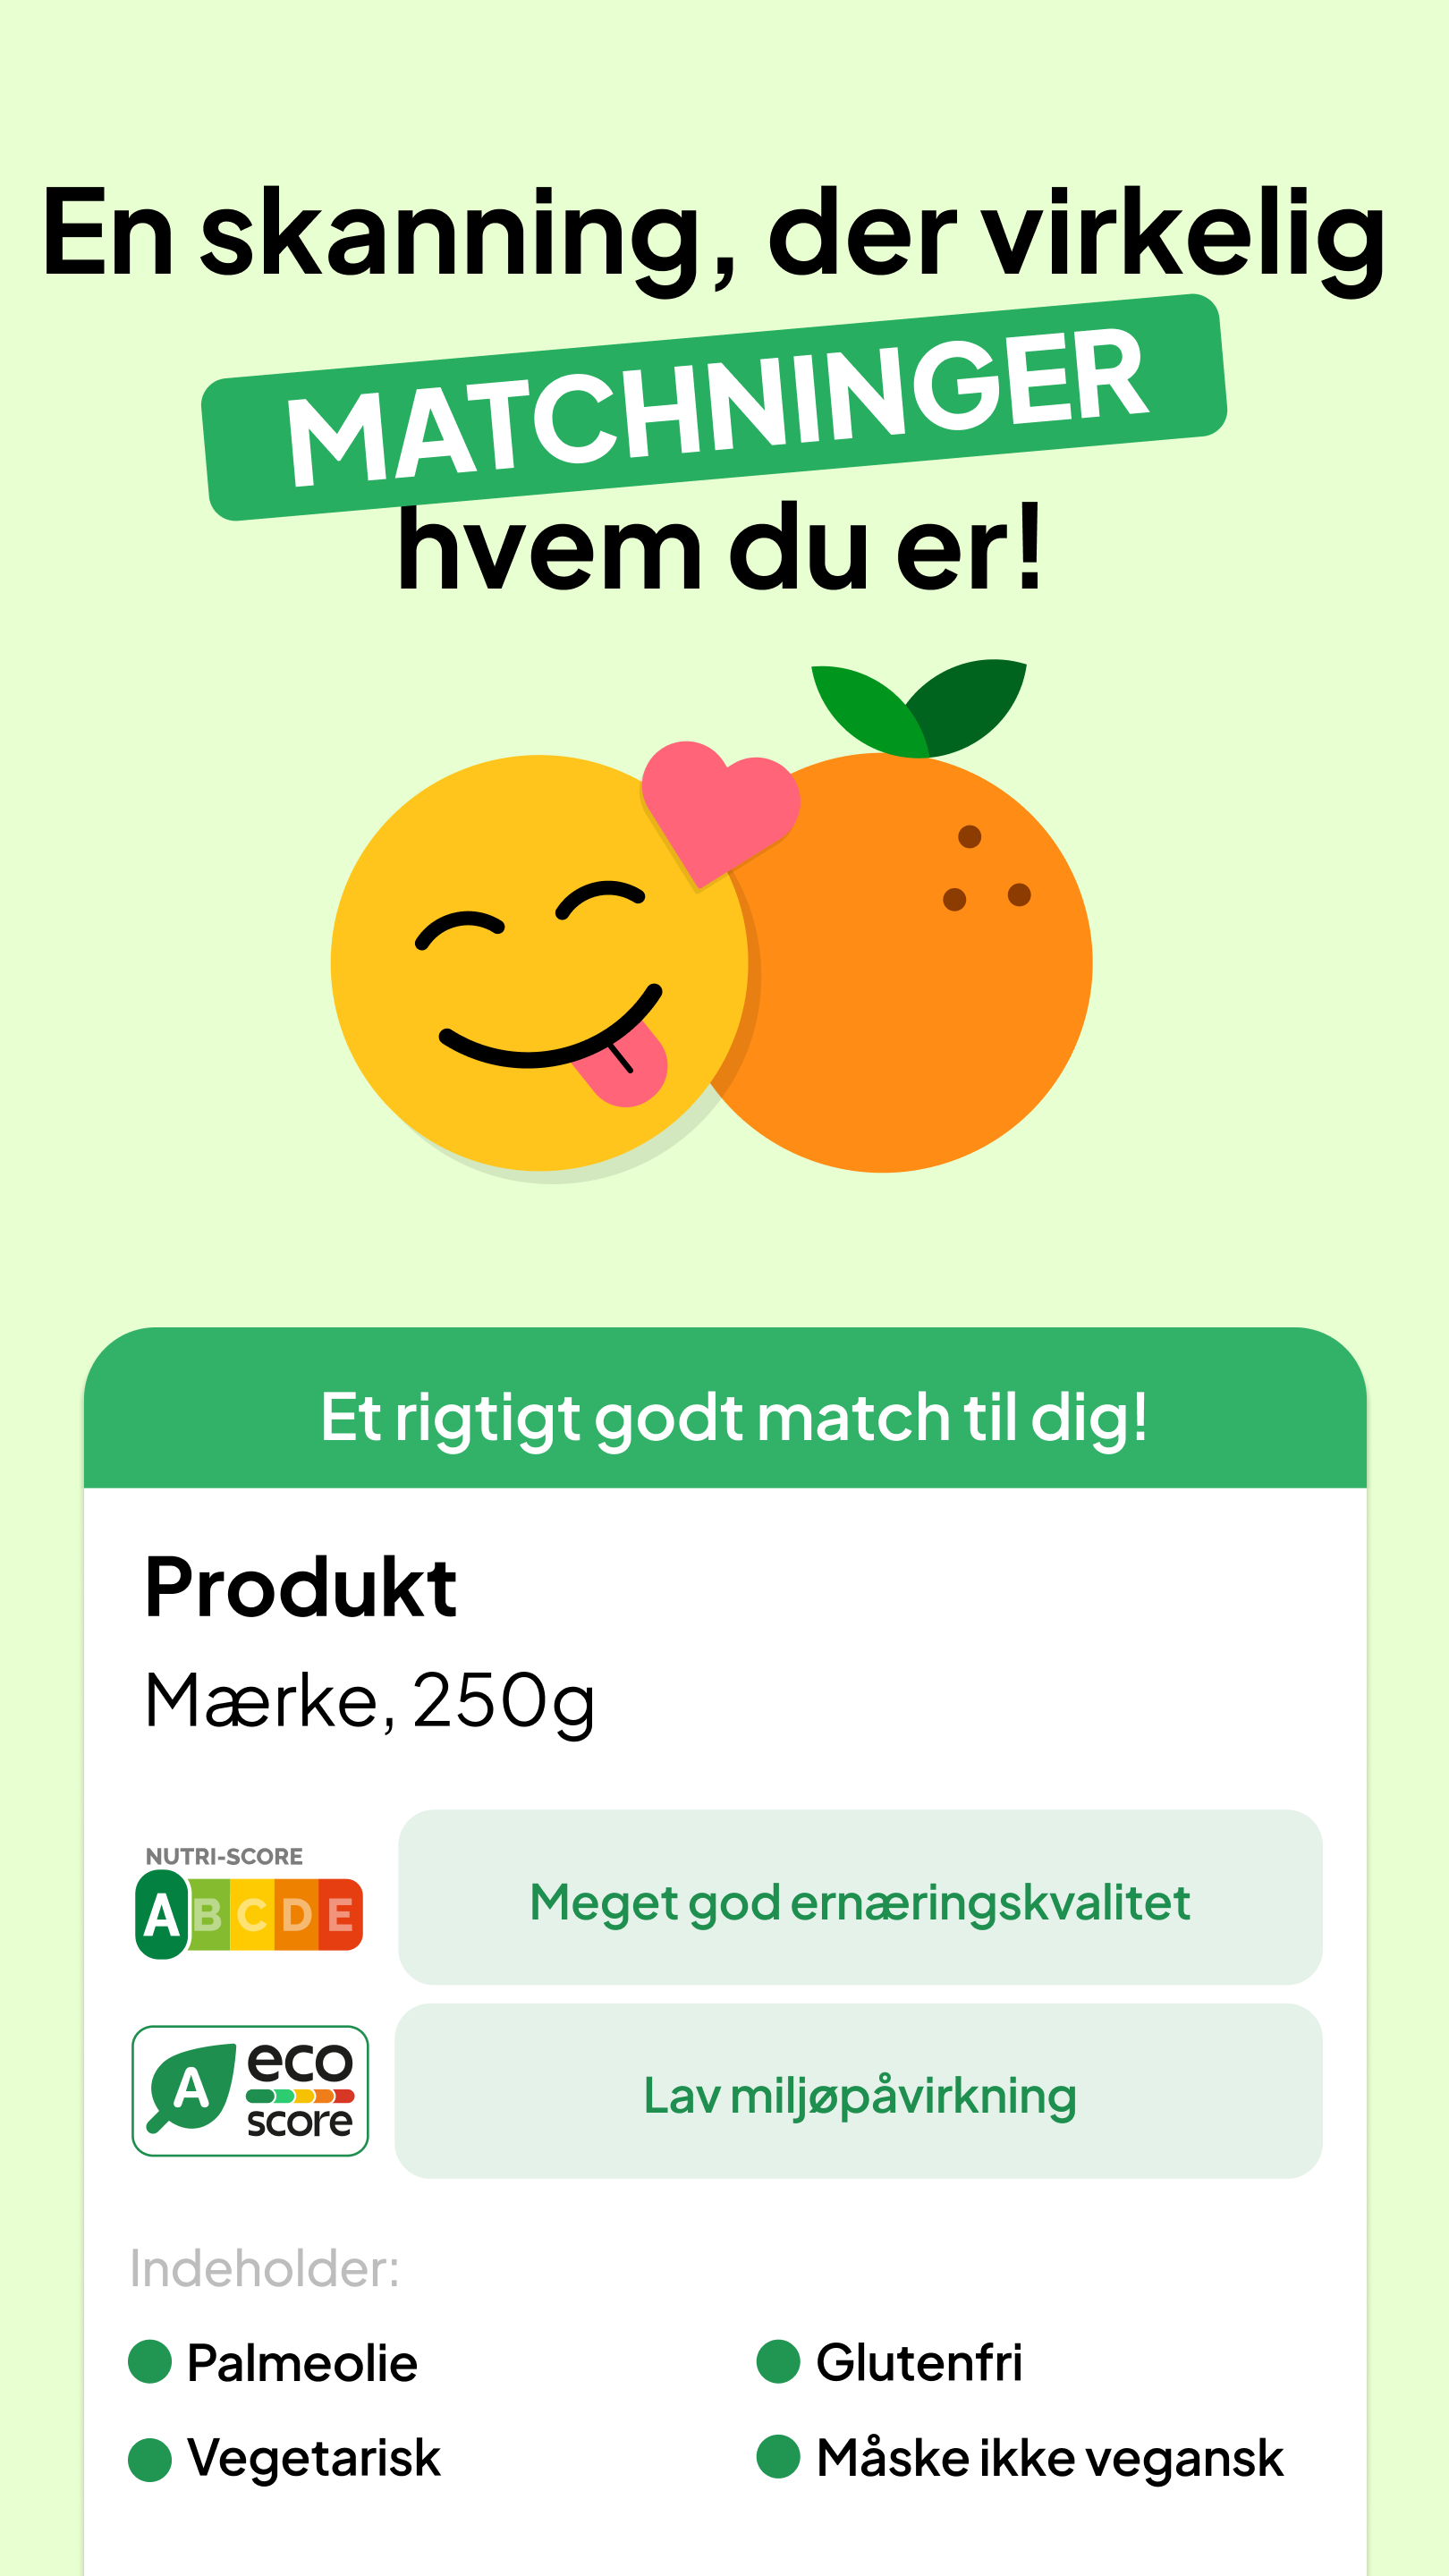 En skanning, der virkelig
MATCHNINGER
hvem du er!
Et rigtigt godt match til dig!
Produkt
Mærke, 250g
NUTRI-SCORE
A B C D E
Meget god ernæringskvalitet
A
eco
score
Lav miljøpåvirkning
Indeholder:
Palmeolie
Glutenfri
Vegetarisk
Måske ikke vegansk